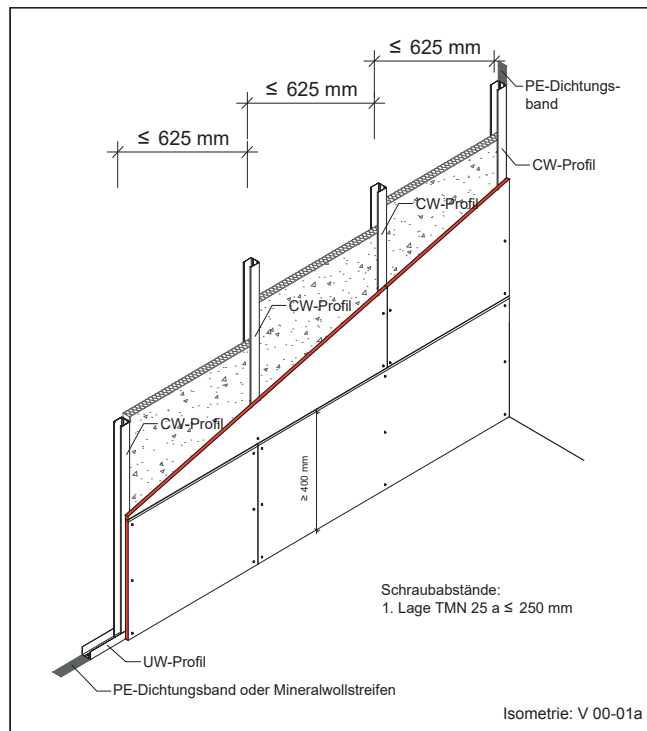 ≤ 625 mm
≤ 625 mm
≤ 625 mm
PE-Dichtungs-
band
CW-Profil
CW-Profil
CW-Profil
CW-Profil
≥ 400 mm
Schraubabstände:
1. Lage TMN 25 a ≤ 250 mm
UW-Profil
PE-Dichtungsband oder Mineralwollstreifen
Isometrie: V 00-01a